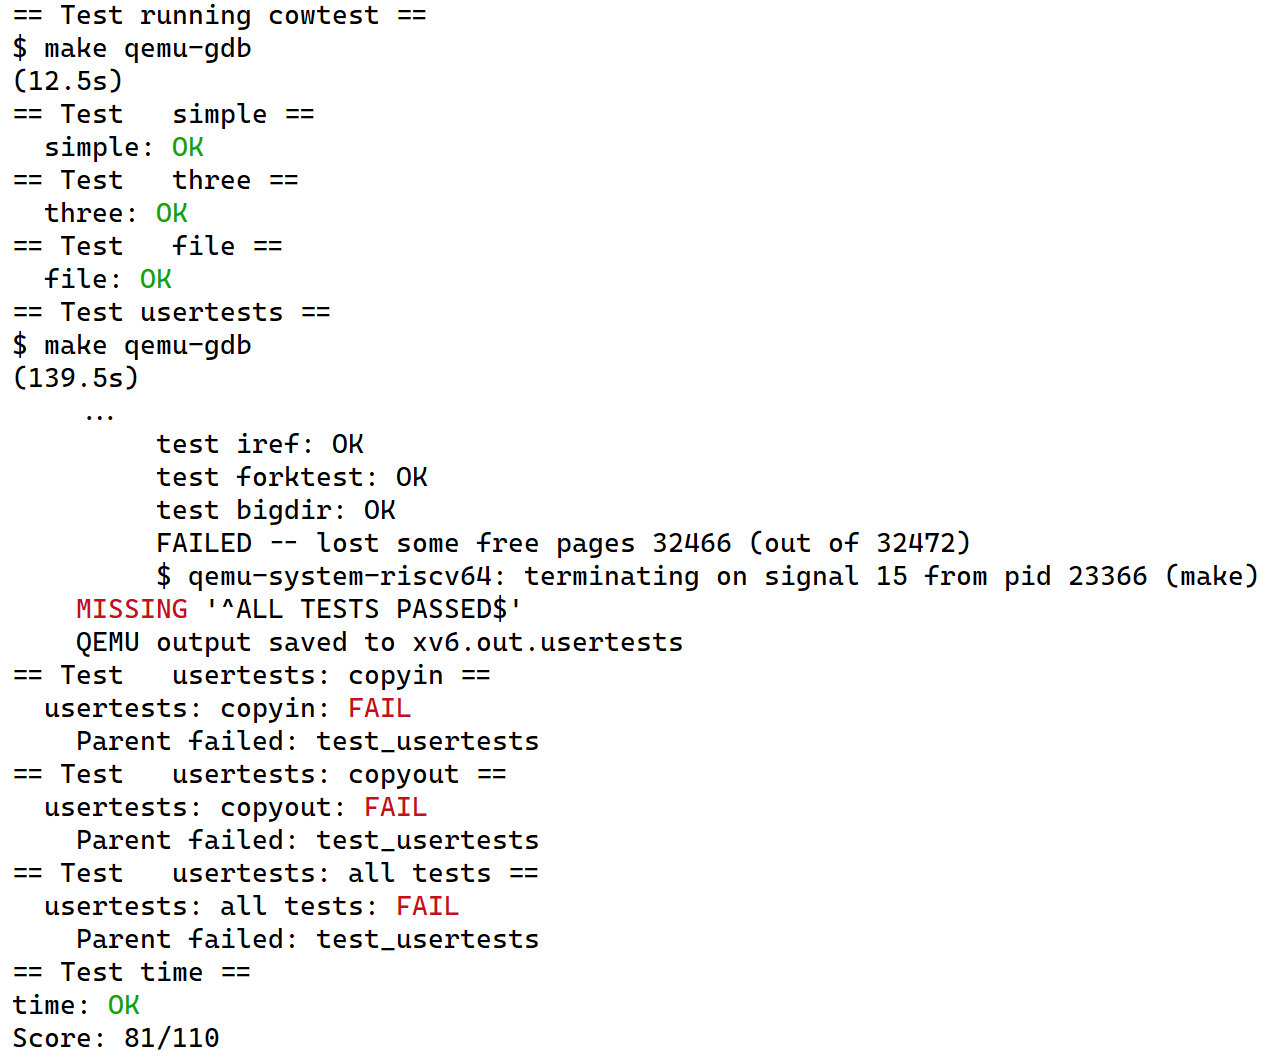 == Test running cowtest ==
$ make qemu-gdb
(12.5s)
== Test   simple ==
  simple: OK
== Test   three ==
  three: OK
== Test   file ==
  file: OK
== Test usertests ==
$ make qemu-gdb
(139.5s)
    ...
         test iref: OK
         test forktest: OK
         test bigdir: OK
         FAILED -- lost some free pages 32466 (out of 32472)
         $ qemu-system-riscv64: terminating on signal 15 from pid 23366 (make)
    MISSING '^ALL TESTS PASSED$'
    QEMU output saved to xv6.out.usertests
== Test   usertests: copyin ==
  usertests: copyin: FAIL
    Parent failed: test_usertests
== Test   usertests: copyout ==
  usertests: copyout: FAIL
    Parent failed: test_usertests
== Test   usertests: all tests ==
  usertests: all tests: FAIL
    Parent failed: test_usertests
== Test time ==
time: OK
Score: 81/110